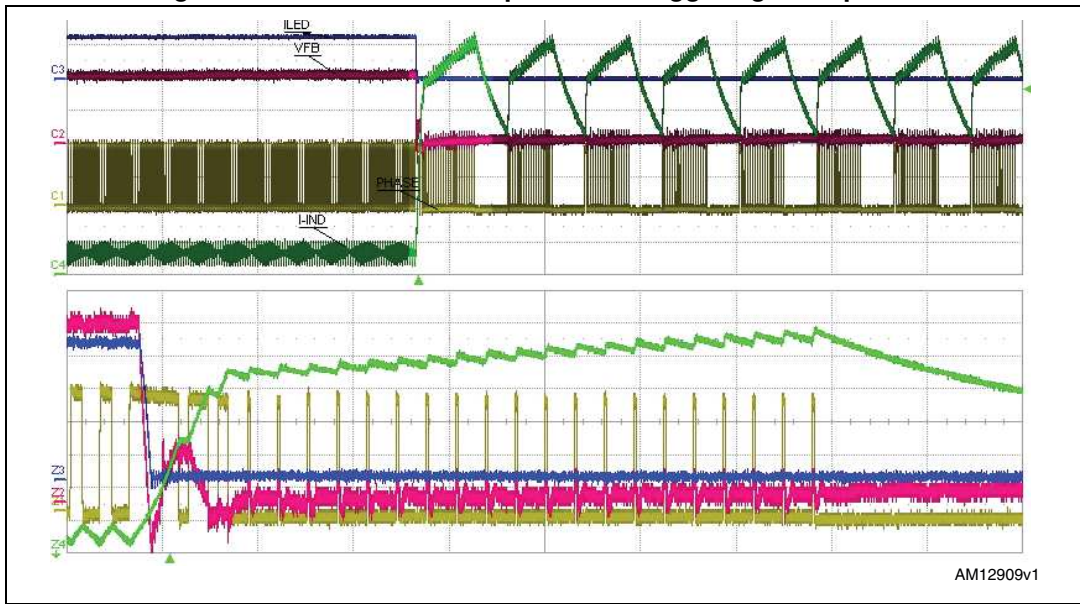 ILED
VFB
C3
C2
PHASE
C1
I-IND
C4
Z3
Z4
AM12909v1